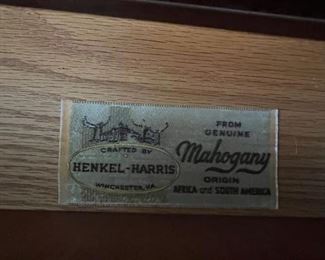 CRAFTED BY
HENKEL-HARRIS
WINCHESTER, VA.
FROM
GENUINE
Mahogany
ORIGIN
AFRICA and SOUTH AMERICA